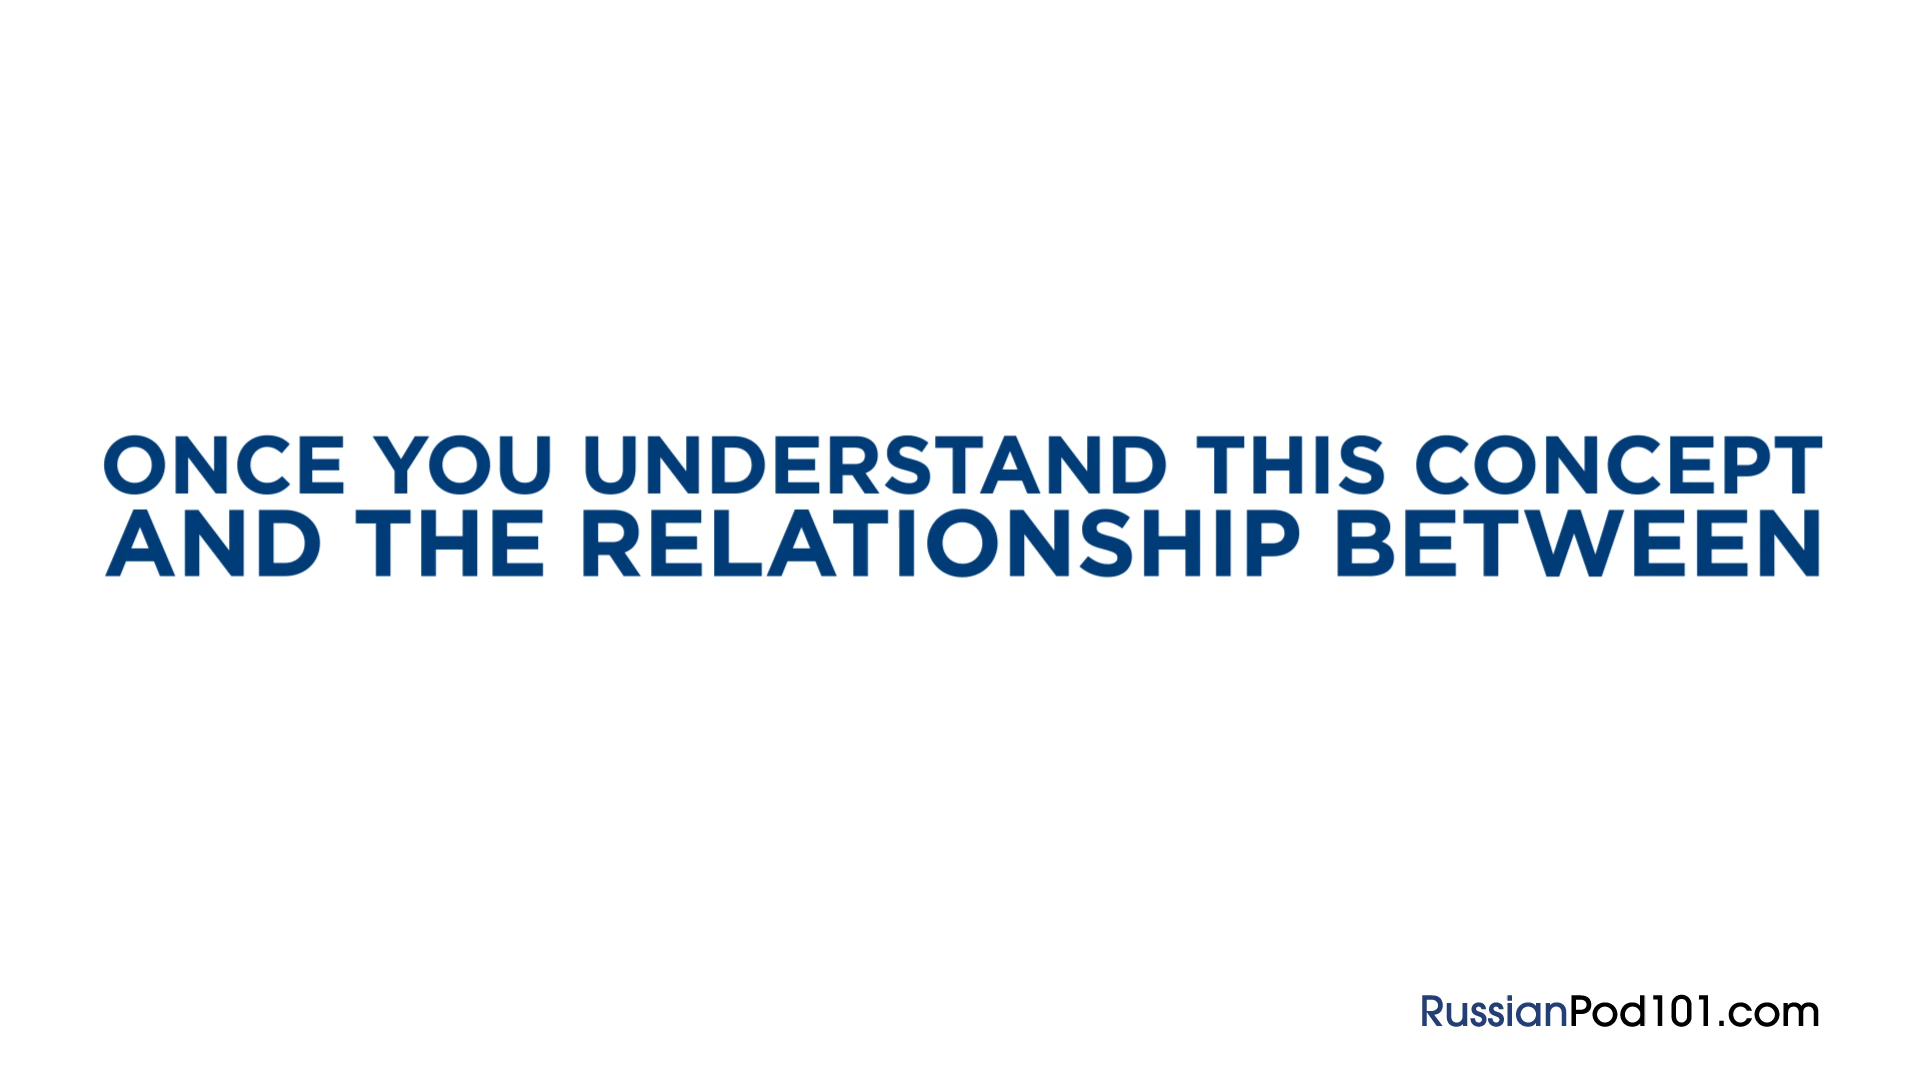 ONCE YOU UNDERSTAND THIS CONCEPT
AND THE RELATIONSHIP BETWEEN
RussianPod101.com